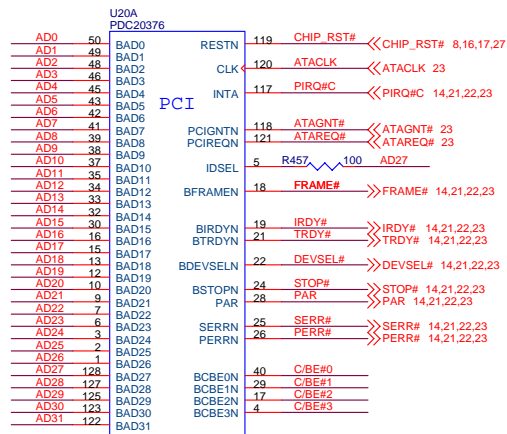 U20A
PDC20376
AD0 50 BAD0 RESTN 119 CHIP_RST# CHIP_RST# 8,16,17,27
AD1 49 BAD1
AD2 48 BAD2 CLK 120 ATACLK ATACLK 23
AD3 46 BAD3
AD4 45 BAD4 INTA 117 PIRQ#C PIRQ#C 14,21,22,23
AD5 43 BAD5 PCI
AD6 42 BAD6
AD7 41 BAD7 PCIGNTN 118 ATAGNT# ATAGNT# 23
AD8 39 BAD8 PCIREQN 121 ATAREQ# ATAREQ# 23
AD9 38 BAD9
AD10 37 BAD10 IDSEL 5 R457 100 AD27
AD11 35 BAD11
AD12 34 BAD12 BFRAMEN 18 FRAME# FRAME# 14,21,22,23
AD13 33 BAD13
AD14 32 BAD14
AD15 30 BAD15 BIRDYN 19 IRDY# IRDY# 14,21,22,23
AD16 16 BAD16 BTRDYN 21 TRDY# TRDY# 14,21,22,23
AD17 15 BAD17
AD18 13 BAD18 BDEVSELN 22 DEVSEL# DEVSEL# 14,21,22,23
AD19 12 BAD19
AD20 10 BAD20 BSTOPN 24 STOP# STOP# 14,21,22,23
AD21 9 BAD21 PAR 28 PAR PAR 14,21,22,23
AD22 7 BAD22
AD23 6 BAD23 SERRN 25 SERR# SERR# 14,21,22,23
AD24 3 BAD24 PERRN 26 PERR# PERR# 14,21,22,23
AD25 2 BAD25
AD26 1 BAD26
AD27 128 BAD27 BCBE0N 40 C/BE#0
AD28 127 BAD28 BCBE1N 29 C/BE#1
AD29 125 BAD29 BCBE2N 17 C/BE#2
AD30 123 BAD30 BCBE3N 4 C/BE#3
AD31 122 BAD31